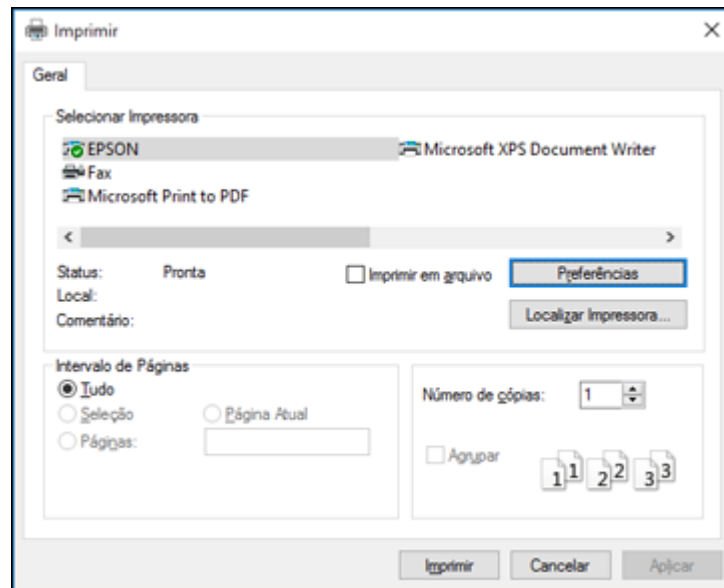 Imprimir
Geral
Selecionar Impressora
EPSON
Microsoft XPS Document Writer
Fax
Microsoft Print to PDF
Status: Pronta
Imprimir em arquivo
Preferências
Local:
Localizar Impressora...
Comentário:
Intervalo de Páginas
Tudo
Seleção
Página Atual
Páginas:
Número de cópias: 1
Agrupar
1 1 2 2 3 3
Imprimir
Cancelar
Aplicar